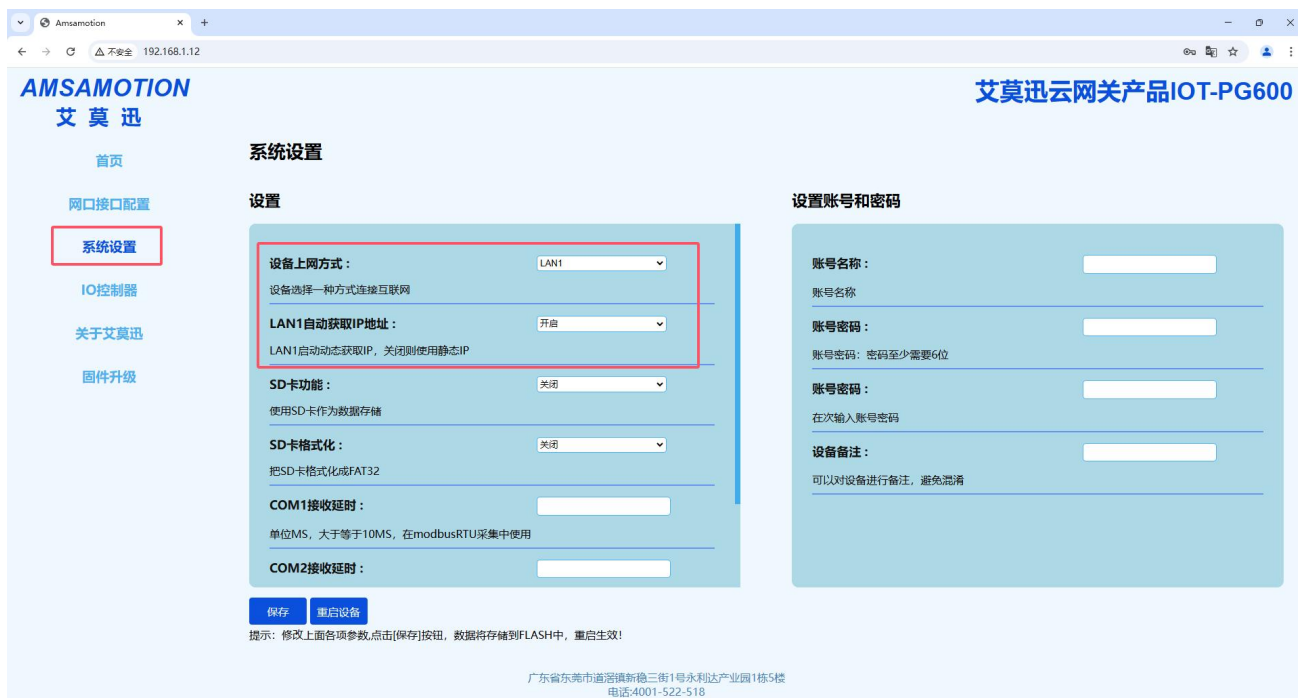 Amsamotion
不安全 192.168.1.12
AMSAMOTION
艾莫迅
艾莫迅云网关产品IOT-PG600
首页
网口接口配置
系统设置
IO控制器
关于艾莫迅
固件升级
系统设置
设置
设备上网方式：
LAN1
设备选择一种方式连接互联网
LAN1自动获取IP地址：
开启
LAN1启动动态获取IP，关闭则使用静态IP
SD卡功能：
关闭
使用SD卡作为数据存储
SD卡格式化：
关闭
把SD卡格式化成FAT32
COM1接收延时：
单位MS，大于等于10MS，在modbusRTU采集中使用
COM2接收延时：
设置账号和密码
账号名称：
账号名称
账号密码：
账号密码：密码至少需要6位
账号密码：
在次输入账号密码
设备备注：
可以对设备进行备注，避免混淆
保存
重启设备
提示：修改上面各项参数,点击[保存]按钮，数据将存储到FLASH中，重启生效！
广东省东莞市道滘镇新稳三街1号永利达产业园1栋5楼
电话:4001-522-518